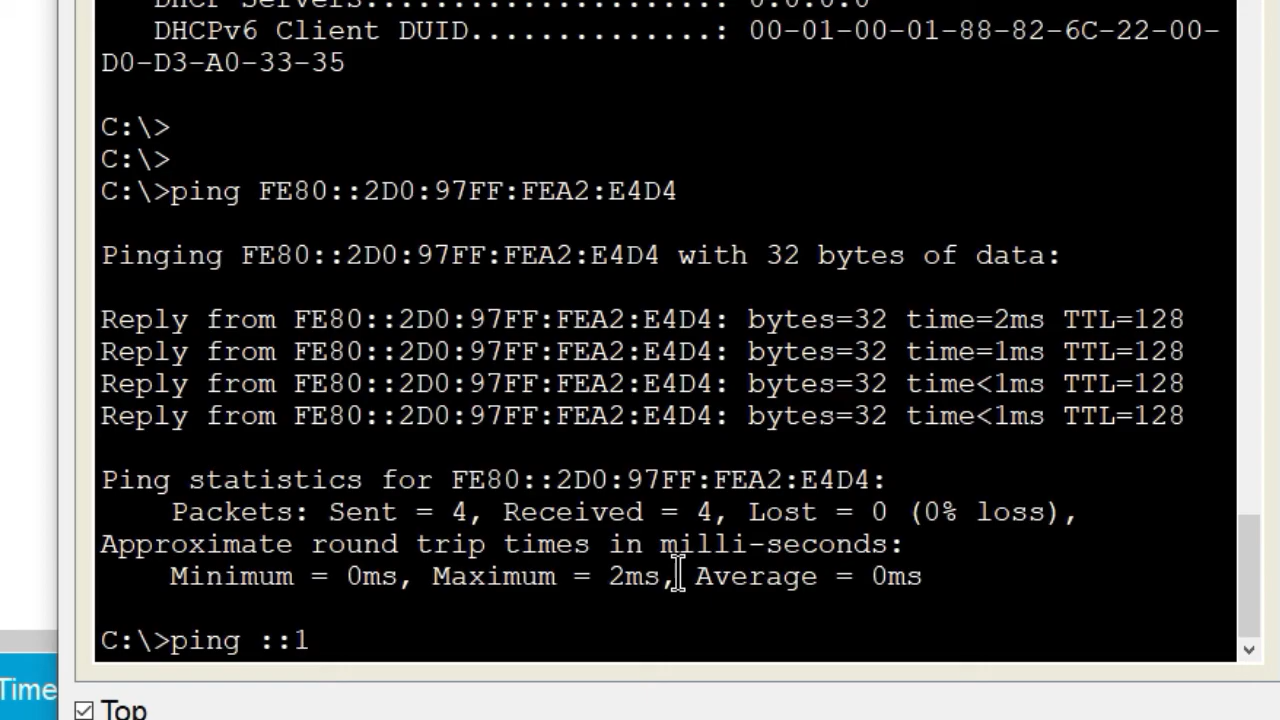 DHCP Servers......................: 0.0.0.0
DHCPv6 Client DUID..............: 00-01-00-01-88-82-6C-22-00-
D0-D3-A0-33-35
C:\>
C:\>
C:\>ping FE80::2D0:97FF:FEA2:E4D4
Pinging FE80::2D0:97FF:FEA2:E4D4 with 32 bytes of data:
Reply from FE80::2D0:97FF:FEA2:E4D4: bytes=32 time=2ms TTL=128
Reply from FE80::2D0:97FF:FEA2:E4D4: bytes=32 time=1ms TTL=128
Reply from FE80::2D0:97FF:FEA2:E4D4: bytes=32 time<1ms TTL=128
Reply from FE80::2D0:97FF:FEA2:E4D4: bytes=32 time<1ms TTL=128
Ping statistics for FE80::2D0:97FF:FEA2:E4D4:
Packets: Sent = 4, Received = 4, Lost = 0 (0% loss),
Approximate round trip times in milli-seconds:
Minimum = 0ms, Maximum = 2ms, Average = 0ms
C:\>ping ::1
Time
Top